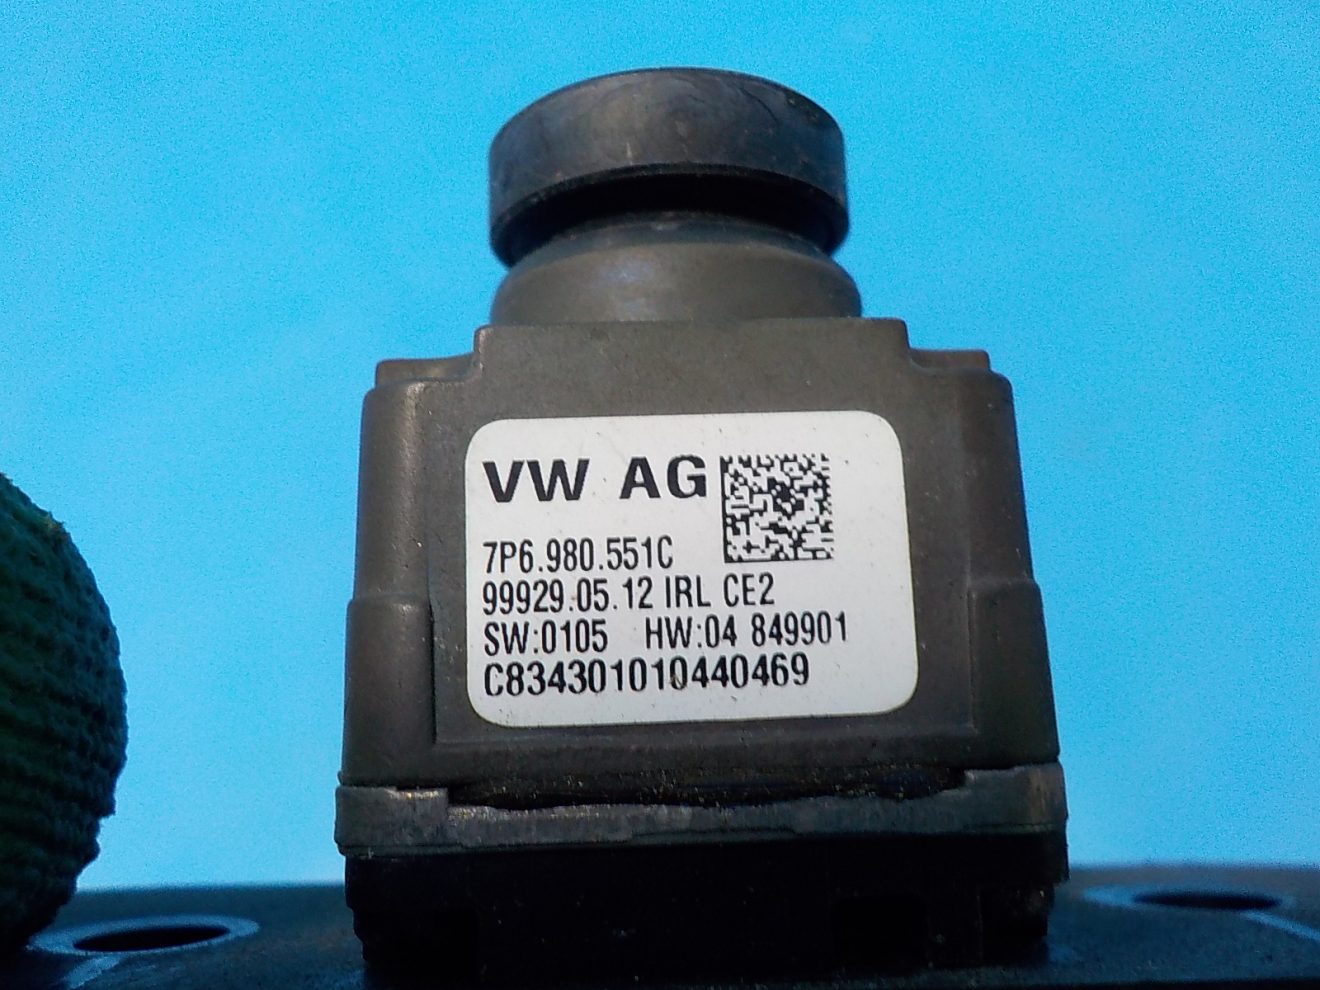 VW AG
7P6.980.551C
99929.05.12 IRL CE2
SW:0105 HW:04 849901
C834301010440469